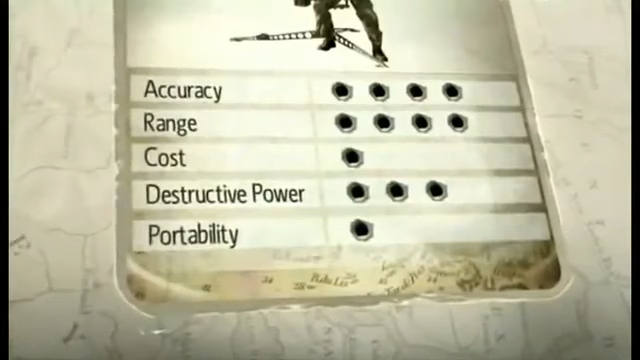 Accuracy
Range
Cost
Destructive Power
Portability